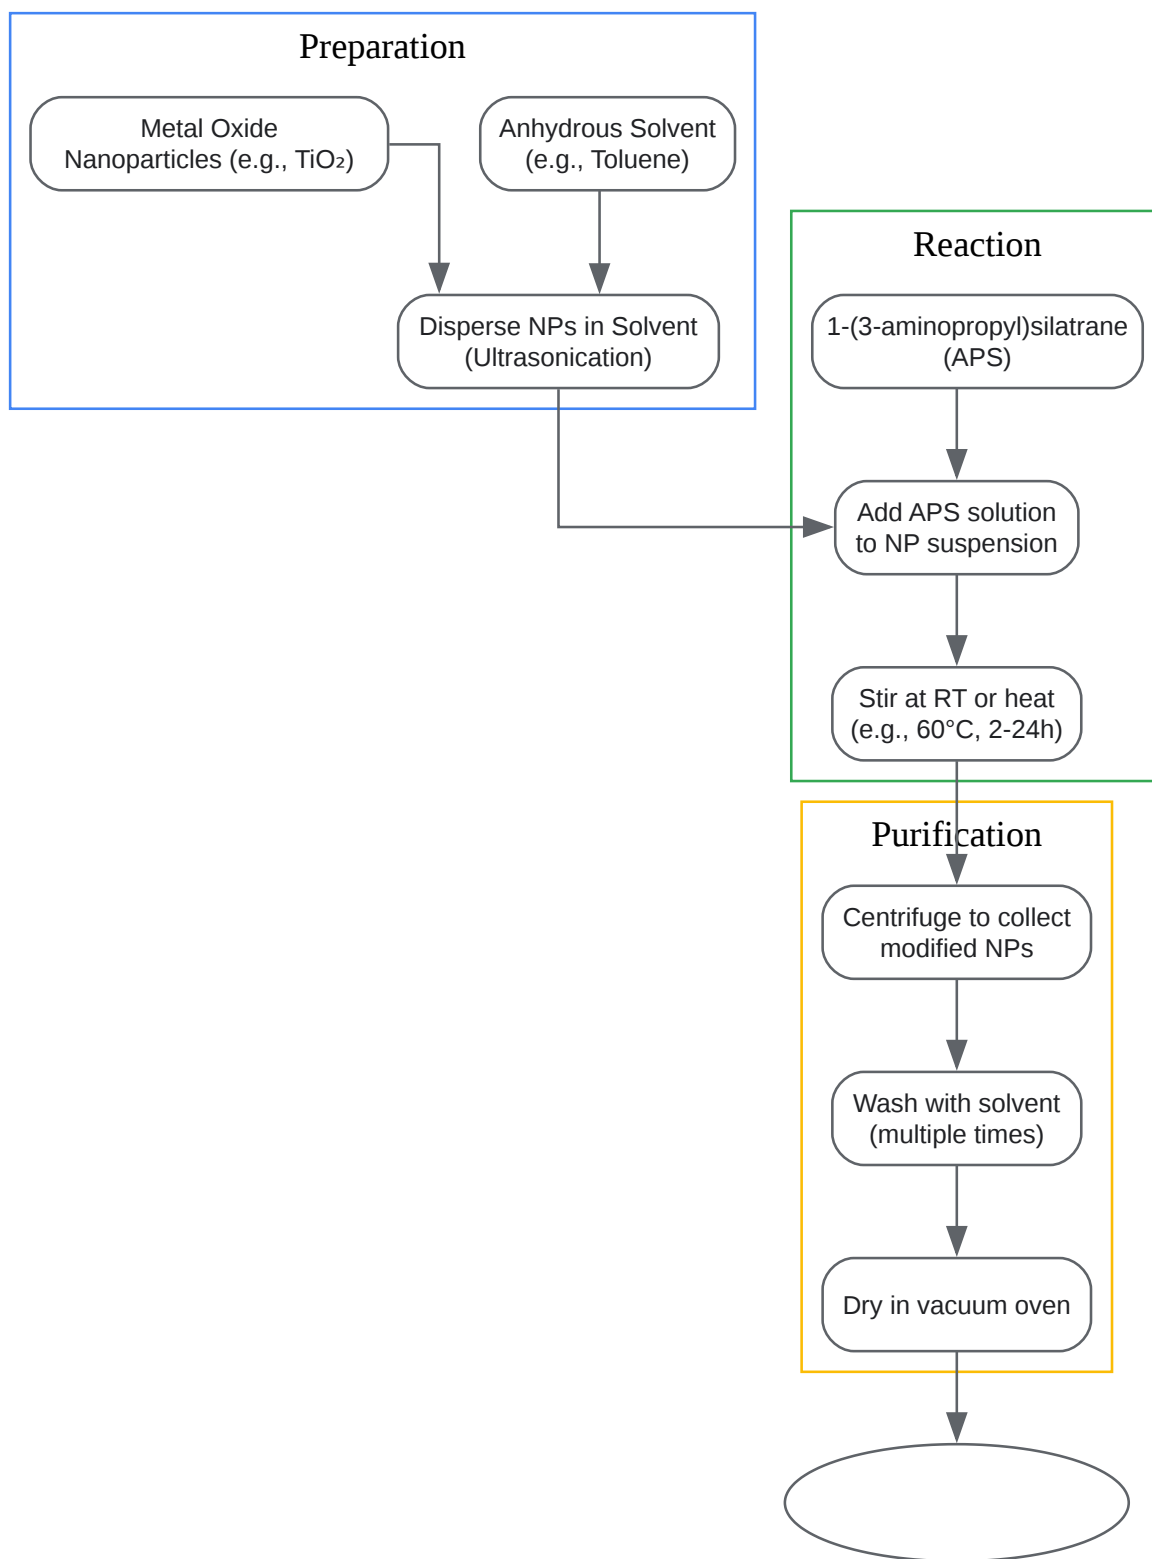 Preparation
Metal Oxide
Nanoparticles (e.g., TiO₂)
Anhydrous Solvent
(e.g., Toluene)
Disperse NPs in Solvent
(Ultrasonication)
Reaction
1-(3-aminopropyl)silatrane
(APS)
Add APS solution
to NP suspension
Stir at RT or heat
(e.g., 60°C, 2-24h)
Purification
Centrifuge to collect
modified NPs
Wash with solvent
(multiple times)
Dry in vacuum oven